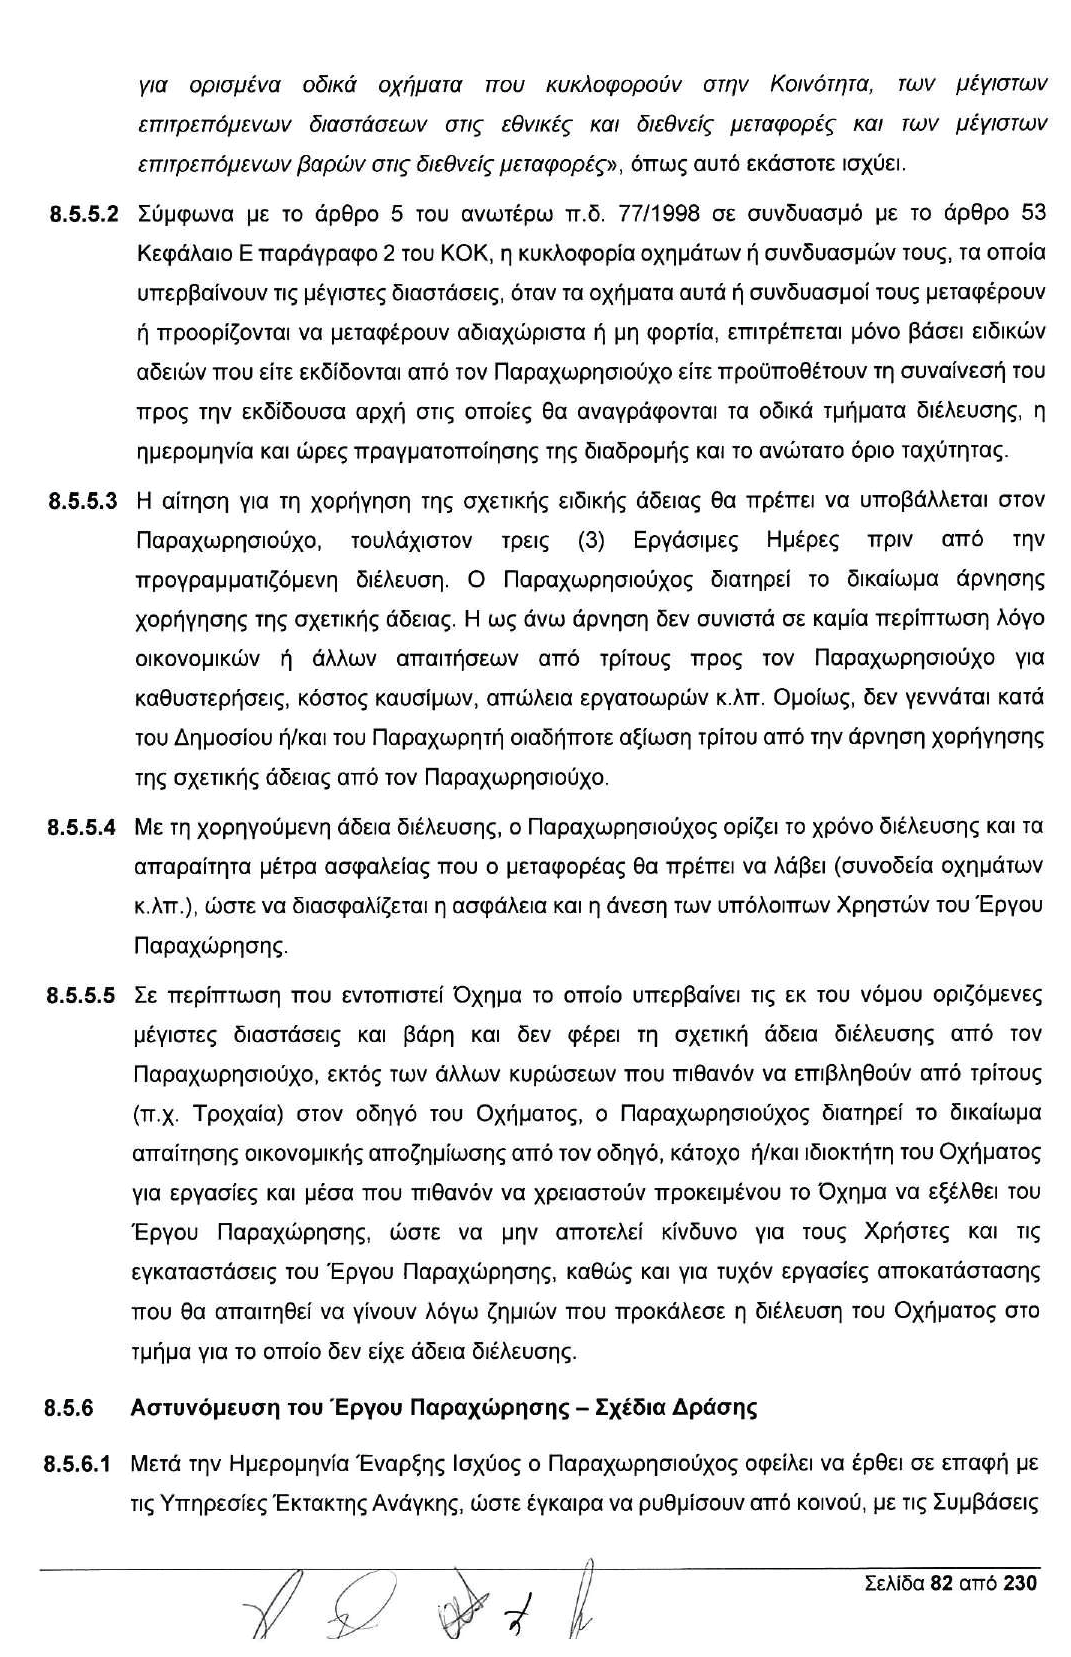 για ορισμένα οδικά οχήματα που κυκλοφορούν στην Κοινότητα, των μέγιστων
επιτρεπόμενων διαστάσεων στις εθνικές και διεθνείς μεταφορές και των μέγιστων
επιτρεπόμενων βαρών στις διεθνείς μεταφορές», όπως αυτό εκάστοτε ισχύει.
8.5.5.2 Σύμφωνα με το άρθρο 5 του ανωτέρω π.δ. 77/1998 σε συνδυασμό με το άρθρο 53
Κεφάλαιο Ε παράγραφο 2 του ΚΟΚ, η κυκλοφορία οχημάτων ή συνδυασμών τους, τα οποία
υπερβαίνουν τις μέγιστες διαστάσεις, όταν τα οχήματα αυτά ή συνδυασμοί τους μεταφέρουν
ή προορίζονται να μεταφέρουν αδιαχώριστα ή μη φορτία, επιτρέπεται μόνο βάσει ειδικών
αδειών που είτε εκδίδονται από τον Παραχωρησιούχο είτε προϋποθέτουν τη συναίνεσή του
προς την εκδίδουσα αρχή στις οποίες θα αναγράφονται τα οδικά τμήματα διέλευσης, η
ημερομηνία και ώρες πραγματοποίησης της διαδρομής και το ανώτατο όριο ταχύτητας.
8.5.5.3 Η αίτηση για τη χορήγηση της σχετικής ειδικής άδειας θα πρέπει να υποβάλλεται στον
Παραχωρησιούχο, τουλάχιστον τρεις (3) Εργάσιμες Ημέρες πριν από την
προγραμματιζόμενη διέλευση. Ο Παραχωρησιούχος διατηρεί το δικαίωμα άρνησης
χορήγησης της σχετικής άδειας. Η ως άνω άρνηση δεν συνιστά σε καμία περίπτωση λόγο
οικονομικών ή άλλων απαιτήσεων από τρίτους προς τον Παραχωρησιούχο για
καθυστερήσεις, κόστος καυσίμων, απώλεια εργατοωρών κ.λπ. Ομοίως, δεν γεννάται κατά
του Δημοσίου ή/και του Παραχωρητή οιαδήποτε αξίωση τρίτου από την άρνηση χορήγησης
της σχετικής άδειας από τον Παραχωρησιούχο.
8.5.5.4 Με τη χορηγούμενη άδεια διέλευσης, ο Παραχωρησιούχος ορίζει το χρόνο διέλευσης και τα
απαραίτητα μέτρα ασφαλείας που ο μεταφορέας θα πρέπει να λάβει (συνοδεία οχημάτων
κ.λπ.), ώστε να διασφαλίζεται η ασφάλεια και η άνεση των υπόλοιπων Χρηστών του Έργου
Παραχώρησης.
8.5.5.5 Σε περίπτωση που εντοπιστεί Όχημα το οποίο υπερβαίνει τις εκ του νόμου οριζόμενες
μέγιστες διαστάσεις και βάρη και δεν φέρει τη σχετική άδεια διέλευσης από τον
Παραχωρησιούχο, εκτός των άλλων κυρώσεων που πιθανόν να επιβληθούν από τρίτους
(π.χ. Τροχαία) στον οδηγό του Οχήματος, ο Παραχωρησιούχος διατηρεί το δικαίωμα
απαίτησης οικονομικής αποζημίωσης από τον οδηγό, κάτοχο ή/και ιδιοκτήτη του Οχήματος
για εργασίες και μέσα που πιθανόν να χρειαστούν προκειμένου το Όχημα να εξέλθει του
Έργου Παραχώρησης, ώστε να μην αποτελεί κίνδυνο για τους Χρήστες και τις
εγκαταστάσεις του Έργου Παραχώρησης, καθώς και για τυχόν εργασίες αποκατάστασης
που θα απαιτηθεί να γίνουν λόγω ζημιών που προκάλεσε η διέλευση του Οχήματος στο
τμήμα για το οποίο δεν είχε άδεια διέλευσης.
8.5.6 Αστυνόμευση του Έργου Παραχώρησης – Σχέδια Δράσης
8.5.6.1 Μετά την Ημερομηνία Έναρξης Ισχύος ο Παραχωρησιούχος οφείλει να έρθει σε επαφή με
τις Υπηρεσίες Έκτακτης Ανάγκης, ώστε έγκαιρα να ρυθμίσουν από κοινού, με τις Συμβάσεις
Σελίδα 82 από 230